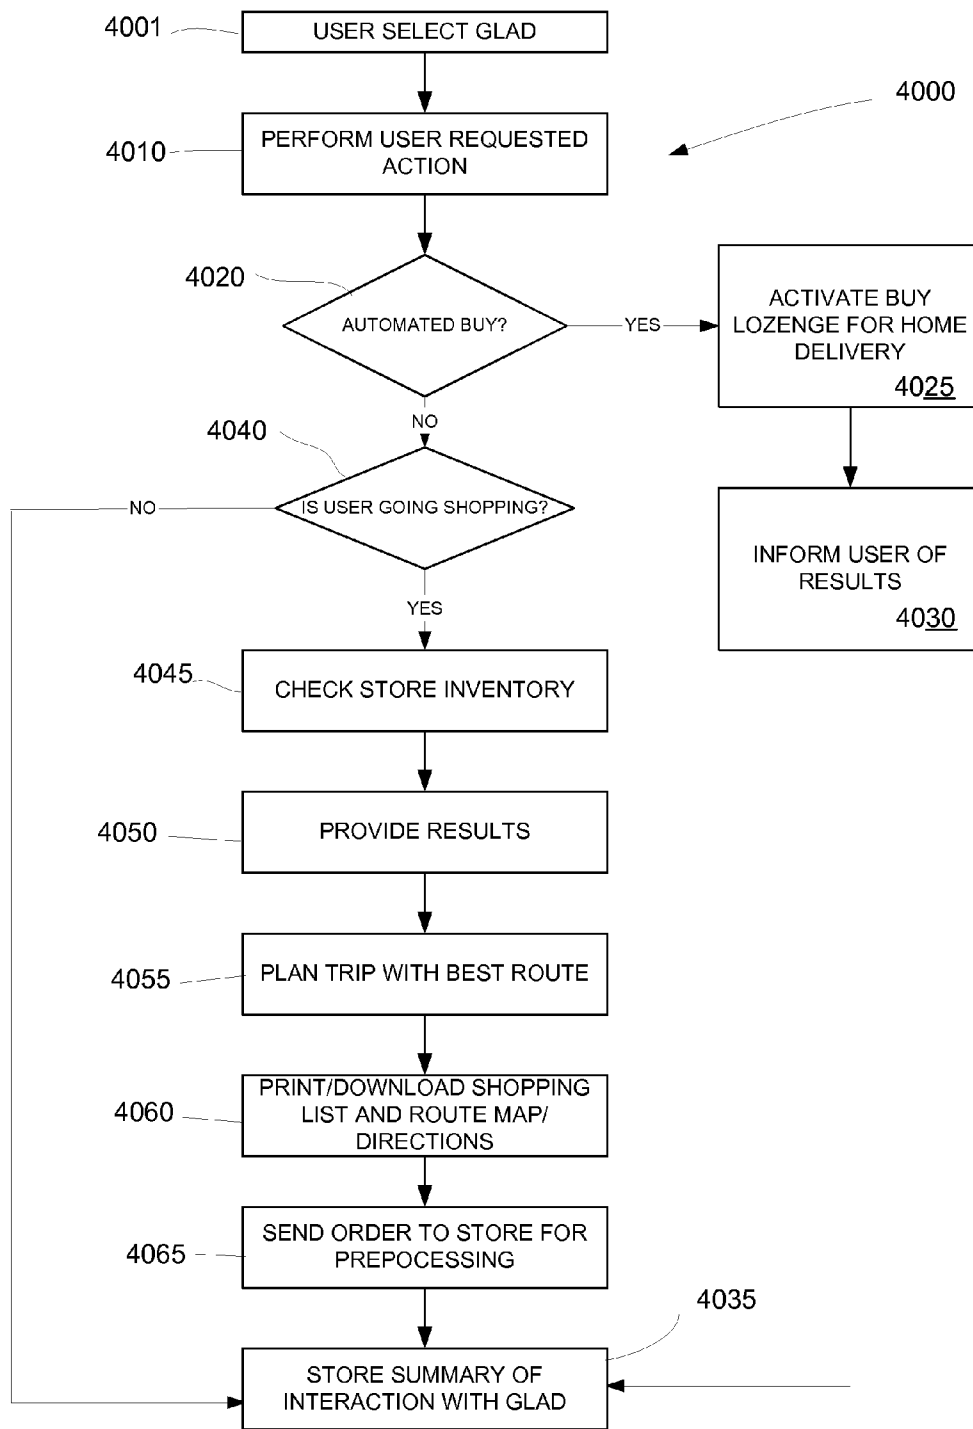 4001
USER SELECT GLAD
4000
4010
PERFORM USER REQUESTED
ACTION
4020
AUTOMATED BUY?
YES
ACTIVATE BUY
LOZENGE FOR HOME
DELIVERY
4025
NO
4040
IS USER GOING SHOPPING?
NO
YES
INFORM USER OF
RESULTS
4030
4045
CHECK STORE INVENTORY
4050
PROVIDE RESULTS
4055
PLAN TRIP WITH BEST ROUTE
4060
PRINT/DOWNLOAD SHOPPING
LIST AND ROUTE MAP/
DIRECTIONS
4065
SEND ORDER TO STORE FOR
PREPOCESSING
4035
STORE SUMMARY OF
INTERACTION WITH GLAD